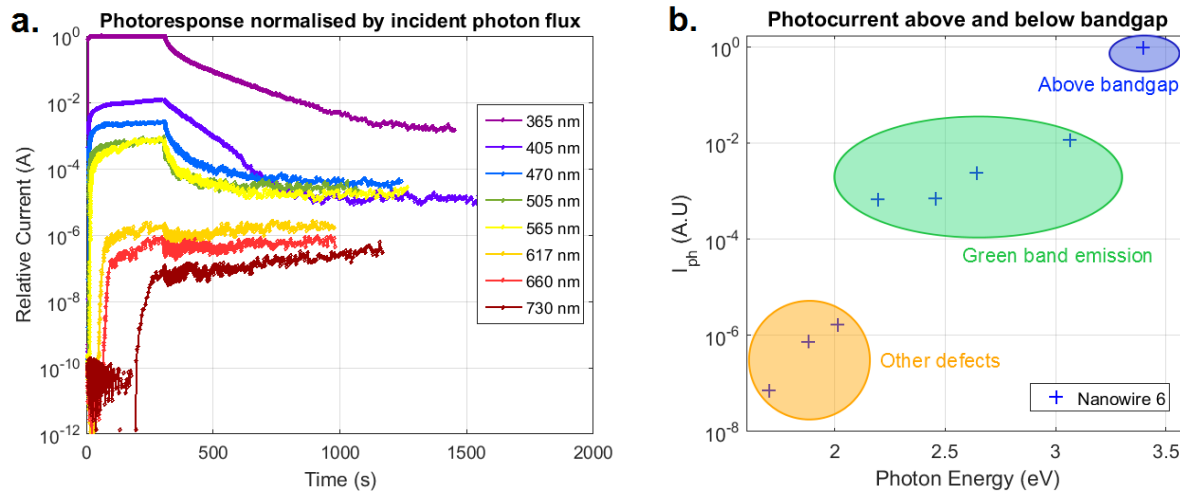 a.
Photoresponse normalised by incident photon flux
Relative Current (A)
10^0
10^-2
10^-4
10^-6
10^-8
10^-10
10^-12
0
500
1000
1500
2000
Time (s)
365 nm
405 nm
470 nm
505 nm
565 nm
617 nm
660 nm
730 nm
b.
Photocurrent above and below bandgap
I_ph (A.U)
10^0
10^-2
10^-4
10^-6
10^-8
2
2.5
3
3.5
Photon Energy (eV)
Above bandgap
Green band emission
Other defects
Nanowire 6